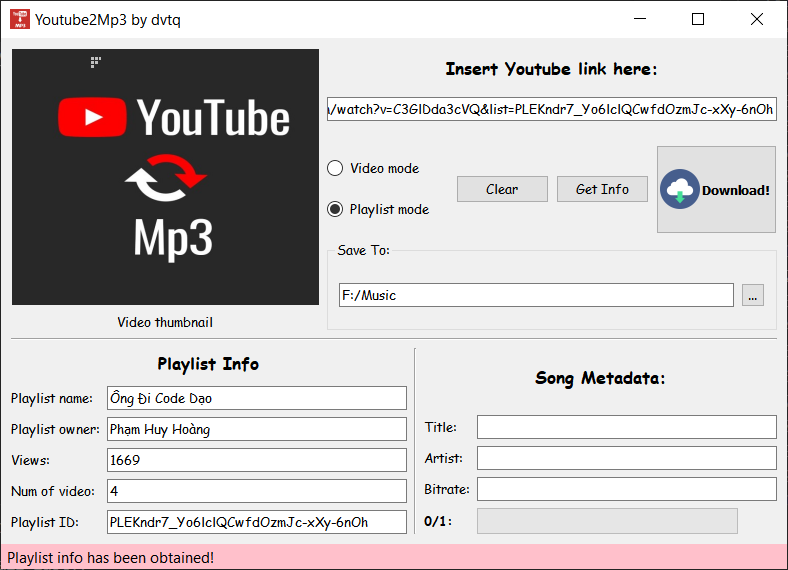 Youtube2Mp3 by dvtq
YouTube
Mp3
Video thumbnail
Insert Youtube link here:
/watch?v=C3GlDda3cVQ&list=PLEKndr7_Yo6lclQCwfdOzmJc-xXy-6nOh
Video mode
Playlist mode
Clear
Get Info
Download!
Save To:
F:/Music
...
Playlist Info
Playlist name:
Ông Đi Code Dạo
Playlist owner:
Phạm Huy Hoàng
Views:
1669
Num of video:
4
Playlist ID:
PLEKndr7_Yo6lclQCwfdOzmJc-xXy-6nOh
Song Metadata:
Title:
Artist:
Bitrate:
0/1:
Playlist info has been obtained!